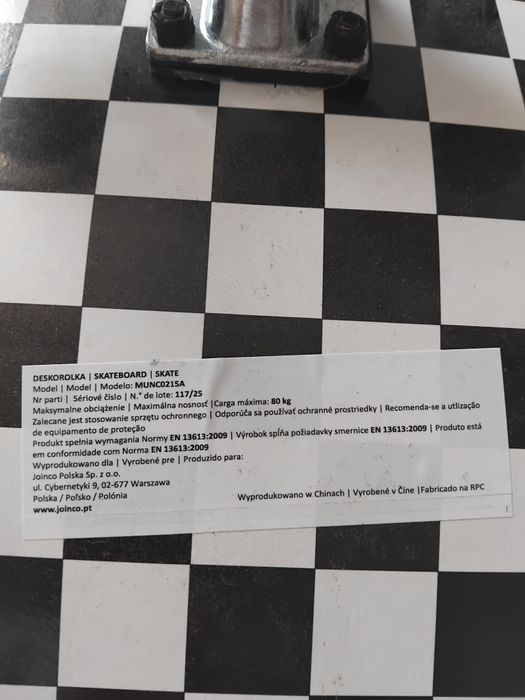 DESKOROLKA | SKATEBOARD | SKATE
Model | Model | Modelo: MUNC0215A
Nr parti | Sériové číslo | N.° de lote: 117/25
Maksymalne obciążenie | Maximálna nosnosť |Carga máxima: 80 kg
Zalecane jest stosowanie sprzętu ochronnego | Odporúča sa používať ochranné prostriedky | Recomenda-se a utlização
de equipamento de proteção
Produkt spełnia wymagania Normy EN 13613:2009 | Výrobok spĺňa požiadavky smernice EN 13613:2009 | Produto está
em conformidade com Norma EN 13613:2009
Wyprodukowano dla | Vyrobené pre | Produzido para:
Joinco Polska Sp. z o.o.
ul. Cybernetyki 9, 02-677 Warszawa
Polska / Poľsko / Polónia
Wyprodukowano w Chinach | Vyrobené v Číne |Fabricado na RPC
www.joinco.pt